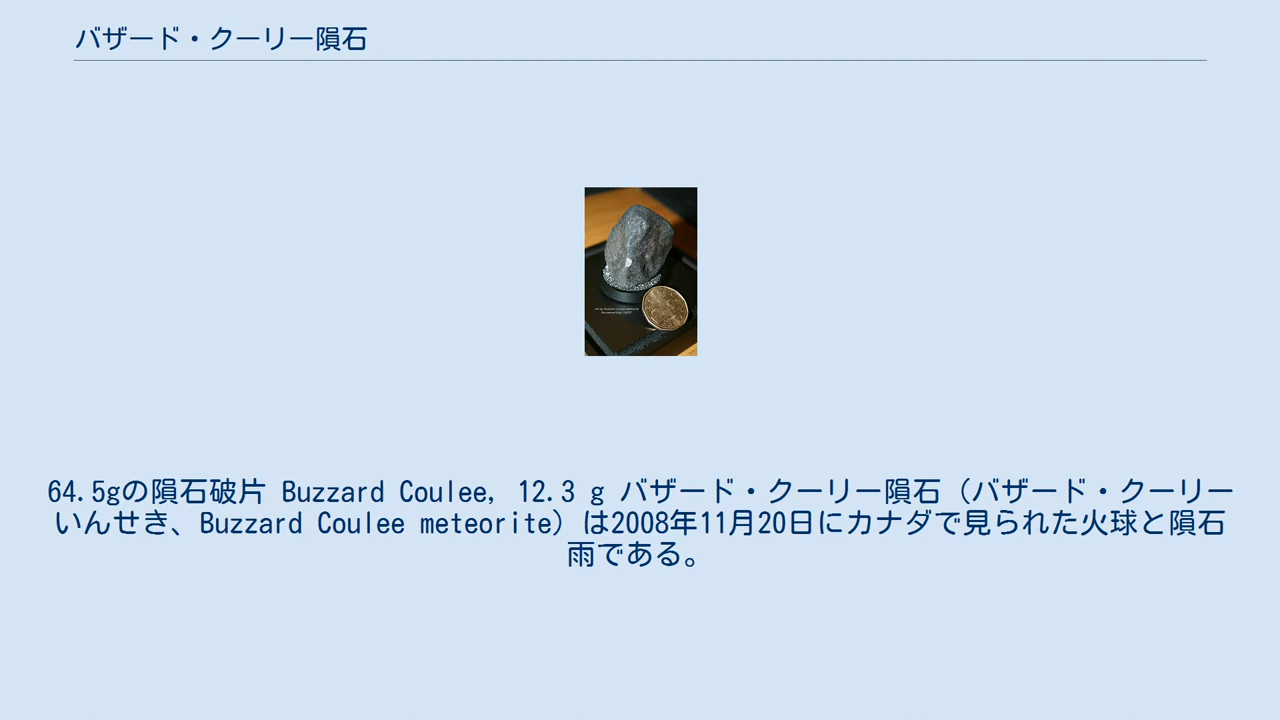 バザード・クーリー隕石
64.5gの隕石破片 Buzzard Coulee, 12.3 g バザード・クーリー隕石（バザード・クーリー
いんせき、Buzzard Coulee meteorite）は2008年11月20日にカナダで見られた火球と隕石
雨である。